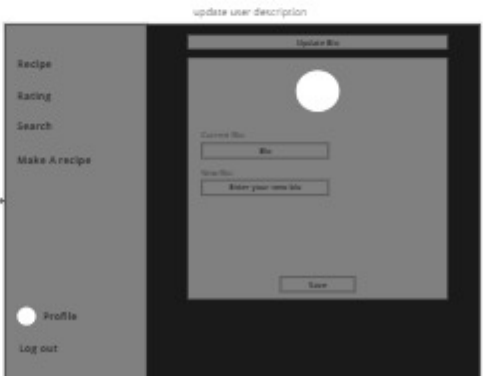 update user description
Update Bio
Recipe
Rating
Search
Make A recipe
Current Bio:
Bio
New Bio:
Enter your new bio
Save
Profile
Log out